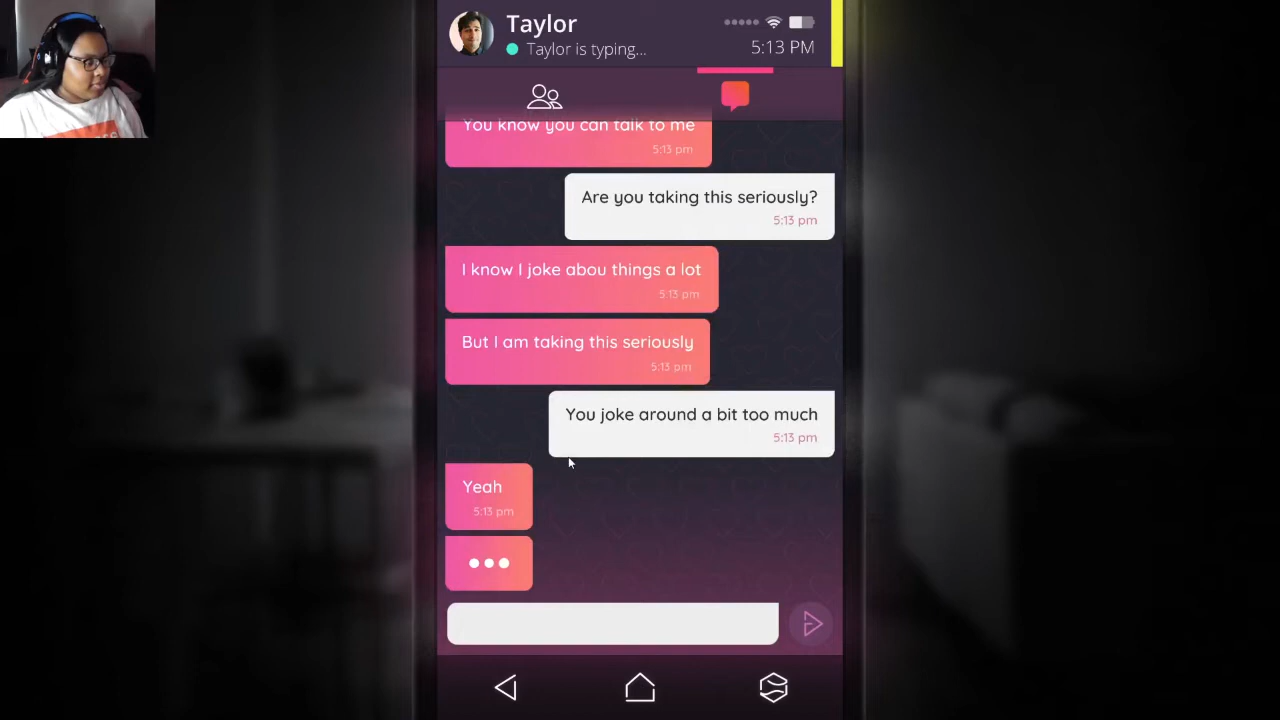 Taylor
Taylor is typing...
5:13 PM
You know you can talk to me
5:13 pm
Are you taking this seriously?
5:13 pm
I know I joke abou things a lot
5:13 pm
But I am taking this seriously
5:13 pm
You joke around a bit too much
5:13 pm
Yeah
5:13 pm